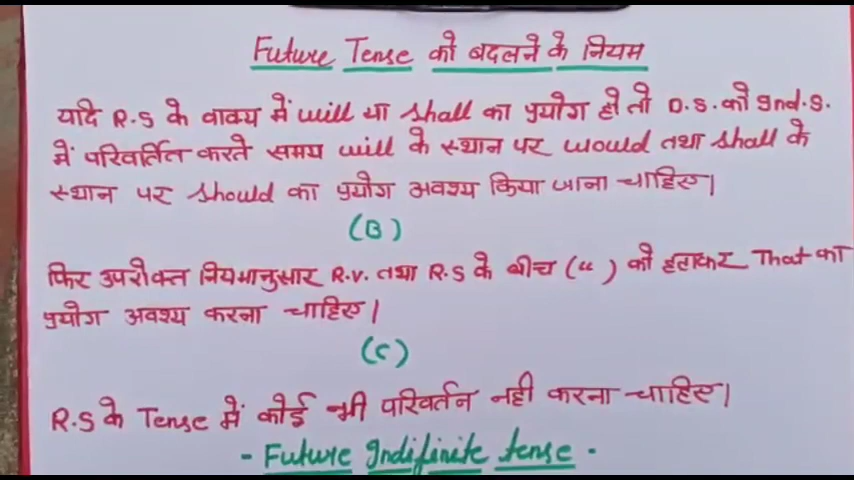 Future Tense को बदलने के नियम
यदि R.S के वाक्य में will या shall का प्रयोग हो तो D.S. को Ind.S.
में परिवर्तित करते समय will के स्थान पर would तथा shall के
स्थान पर should का प्रयोग अवश्य किया जाना चाहिए।
(B)
फिर उपरोक्त नियमानुसार R.V. तथा R.S के बीच (“ ) को हटाकर That का
प्रयोग अवश्य करना चाहिए।
(C)
R.S के Tense में कोई भी परिवर्तन नही करना चाहिए।
- Future Indifinite tense -